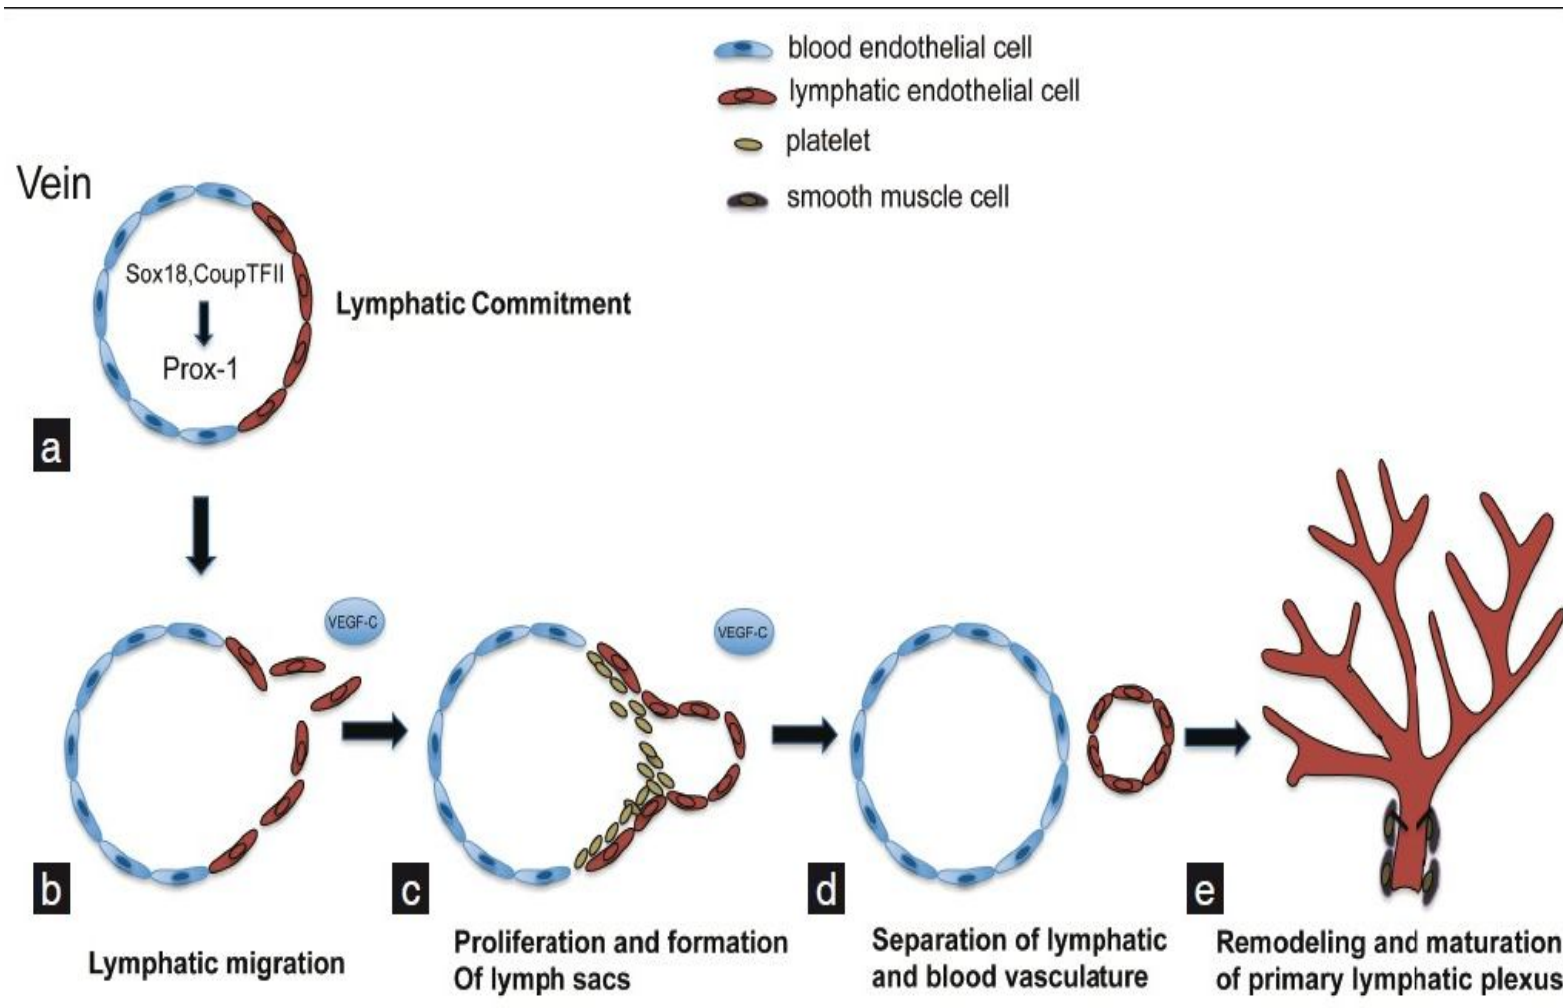 blood endothelial cell
lymphatic endothelial cell
platelet
smooth muscle cell
Vein
Sox18,CoupTFII
Prox-1
Lymphatic Commitment
a
VEGF-C
VEGF-C
b
c
d
e
Lymphatic migration
Proliferation and formation
Of lymph sacs
Separation of lymphatic
and blood vasculature
Remodeling and maturation
of primary lymphatic plexus